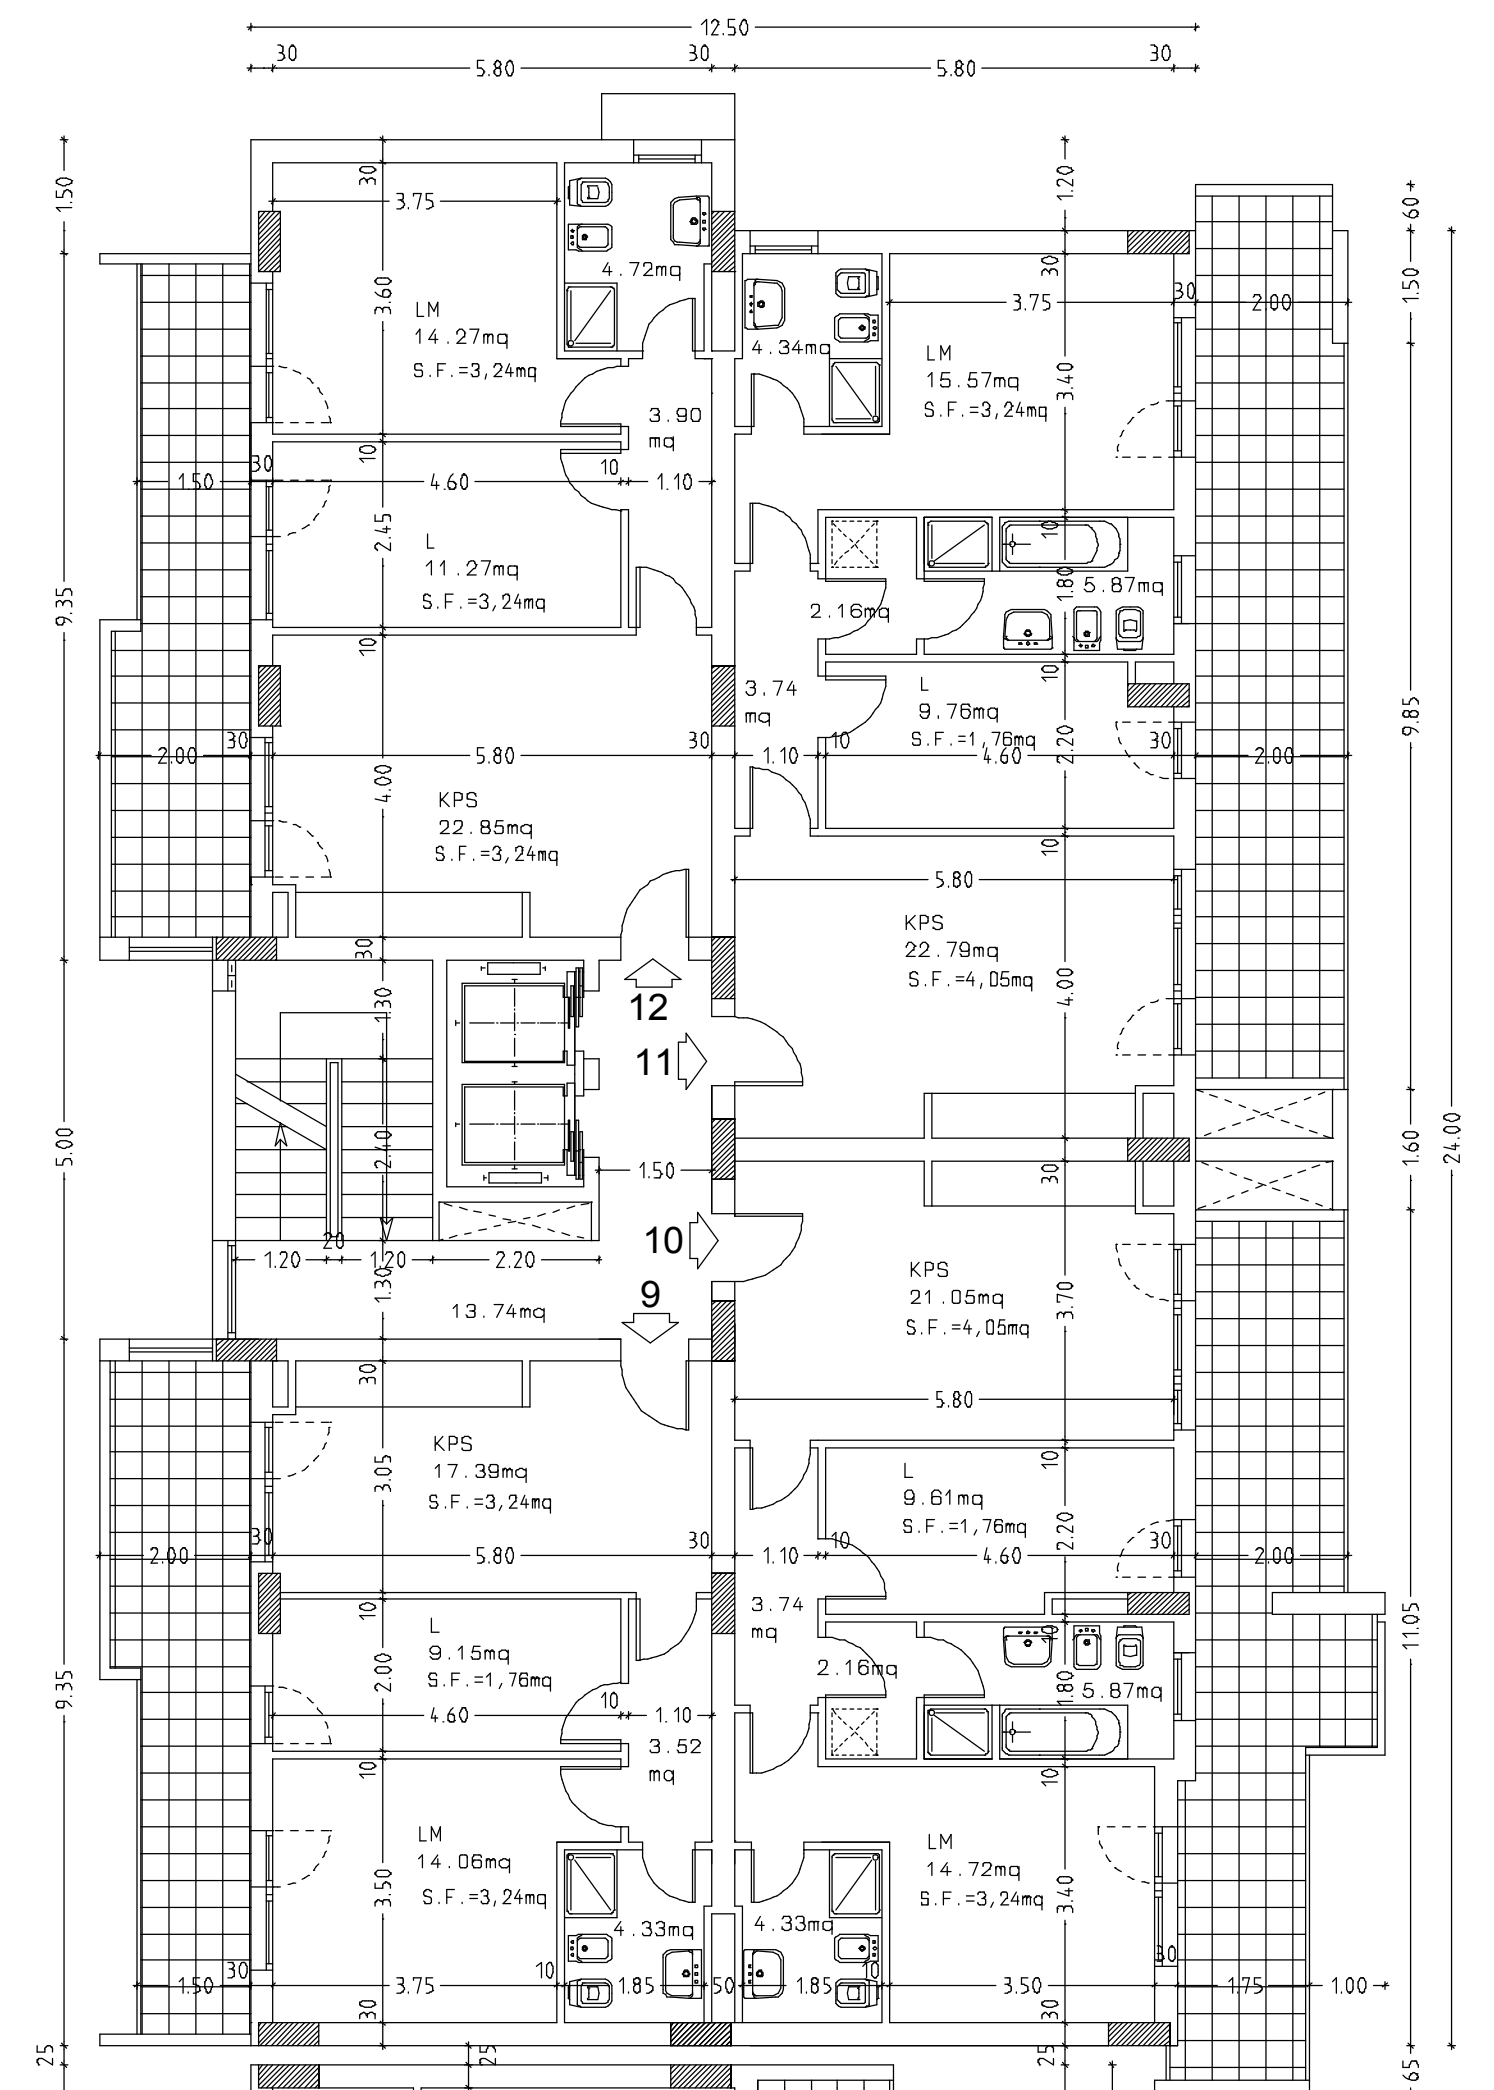 12.50
30
30
30
5.80
5.80
1.50
30
3.75
1.20
60
4.72mq
3.60
LM
14.27mq
S.F.=3,24mq
30
3.75
30
2.00
1.50
4.34mq
LM
15.57mq
S.F.=3,24mq
3.40
3.90
mq
10
30
1.50
4.60
10
1.10
2.45
L
11.27mq
S.F.=3,24mq
9.35
10
10
1.80
5.87mq
2.16mq
10
3.74
mq
L
9.76mq
S.F.=1,76mq
2.20
9.85
30
2.00
5.80
30
1.10
10
4.60
30
2.00
4.00
KPS
22.85mq
S.F.=3,24mq
10
5.80
KPS
22.79mq
S.F.=4,05mq
4.00
30
1.30
12
11
5.00
2.40
1.50
30
1.60
24.00
10
20
1.20
1.20
2.20
1.30
9
13.74mq
KPS
21.05mq
S.F.=4,05mq
3.70
30
5.80
KPS
17.39mq
S.F.=3,24mq
3.05
10
L
9.61mq
S.F.=1,76mq
2.20
30
2.00
5.80
30
1.10
10
4.60
30
2.00
10
3.74
mq
10
11.05
L
9.15mq
S.F.=1,76mq
2.00
9.35
2.16mq
1.80
5.87mq
4.60
10
1.10
3.52
mq
10
10
LM
14.06mq
S.F.=3,24mq
3.50
LM
14.72mq
S.F.=3,24mq
3.40
4.33mq
4.33mq
1.50
30
3.75
10
1.85
50
1.85
10
3.50
30
1.75
1.00
30
30
25
25
25
65